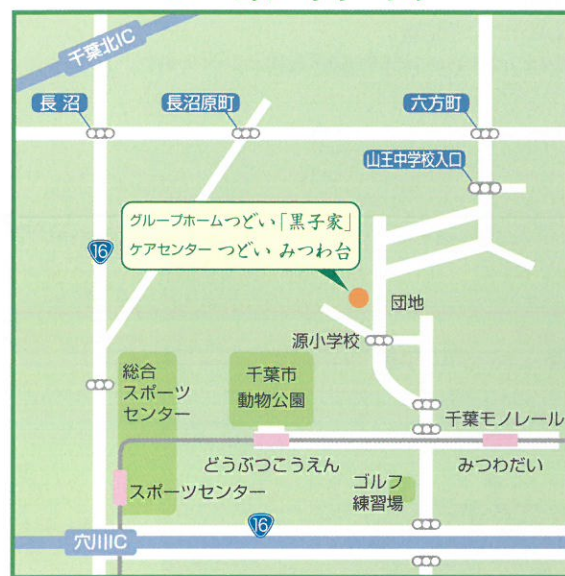 千葉北IC
長沼
長沼原町
六方町
山王中学校入口
グループホームつどい「黒子家」
ケアセンター つどい みつわ台
16
団地
源小学校
総合
スポーツ
センター
千葉市
動物公園
千葉モノレール
どうぶつこうえん
みつわだい
スポーツセンター
ゴルフ
練習場
16
穴川IC